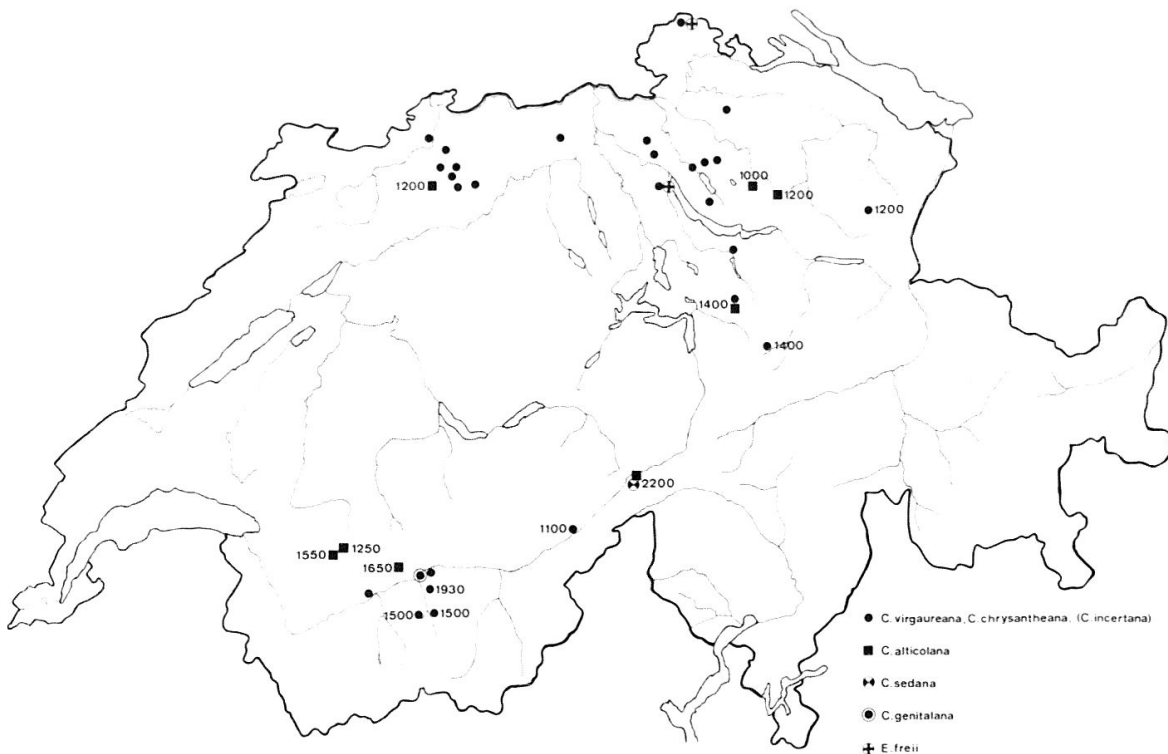 1200
1000
1200
1200
1400
1400
2200
1100
1550
1250
1650
1930
1500
1500
C.virgaureana, C.chrysantheana. (C.incertana)
C.alticolana
C.sedana
C.genitalana
E.freii